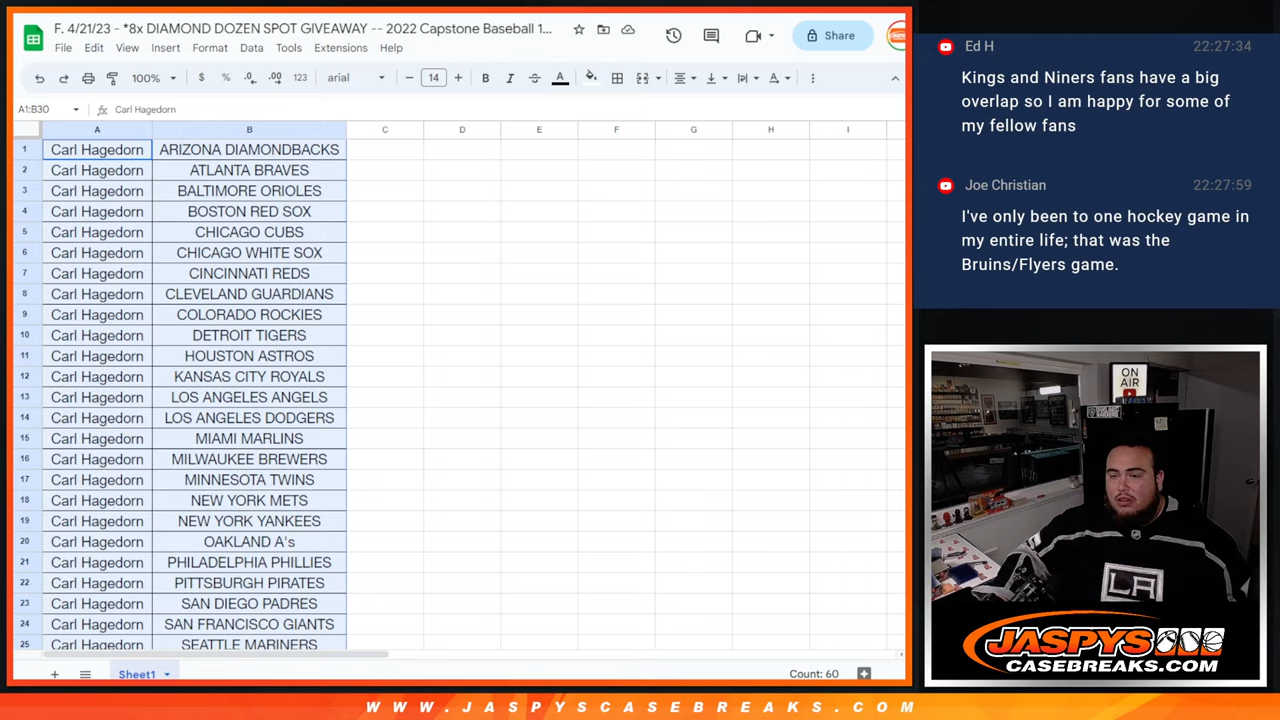 F. 4/21/23 - *8x DIAMOND DOZEN SPOT GIVEAWAY -- 2022 Capstone Baseball 1...
Share
File Edit View Insert Format Data Tools Extensions Help
100% $ % .0 .00 123 arial 14 B I A
A1:B30 fx Carl Hagedorn
A B C D E F G H I
1 Carl Hagedorn ARIZONA DIAMONDBACKS
2 Carl Hagedorn ATLANTA BRAVES
3 Carl Hagedorn BALTIMORE ORIOLES
4 Carl Hagedorn BOSTON RED SOX
5 Carl Hagedorn CHICAGO CUBS
6 Carl Hagedorn CHICAGO WHITE SOX
7 Carl Hagedorn CINCINNATI REDS
8 Carl Hagedorn CLEVELAND GUARDIANS
9 Carl Hagedorn COLORADO ROCKIES
10 Carl Hagedorn DETROIT TIGERS
11 Carl Hagedorn HOUSTON ASTROS
12 Carl Hagedorn KANSAS CITY ROYALS
13 Carl Hagedorn LOS ANGELES ANGELS
14 Carl Hagedorn LOS ANGELES DODGERS
15 Carl Hagedorn MIAMI MARLINS
16 Carl Hagedorn MILWAUKEE BREWERS
17 Carl Hagedorn MINNESOTA TWINS
18 Carl Hagedorn NEW YORK METS
19 Carl Hagedorn NEW YORK YANKEES
20 Carl Hagedorn OAKLAND A's
21 Carl Hagedorn PHILADELPHIA PHILLIES
22 Carl Hagedorn PITTSBURGH PIRATES
23 Carl Hagedorn SAN DIEGO PADRES
24 Carl Hagedorn SAN FRANCISCO GIANTS
25 Carl Hagedorn SEATTLE MARINERS
Sheet1
Count: 60
Ed H 22:27:34
Kings and Niners fans have a big
overlap so I am happy for some of
my fellow fans
Joe Christian 22:27:59
I've only been to one hockey game in
my entire life; that was the
Bruins/Flyers game.
ON
AIR
LA
JASPYS
CASEBREAKS.COM
WWW.JASPYSCASEBREAKS.COM